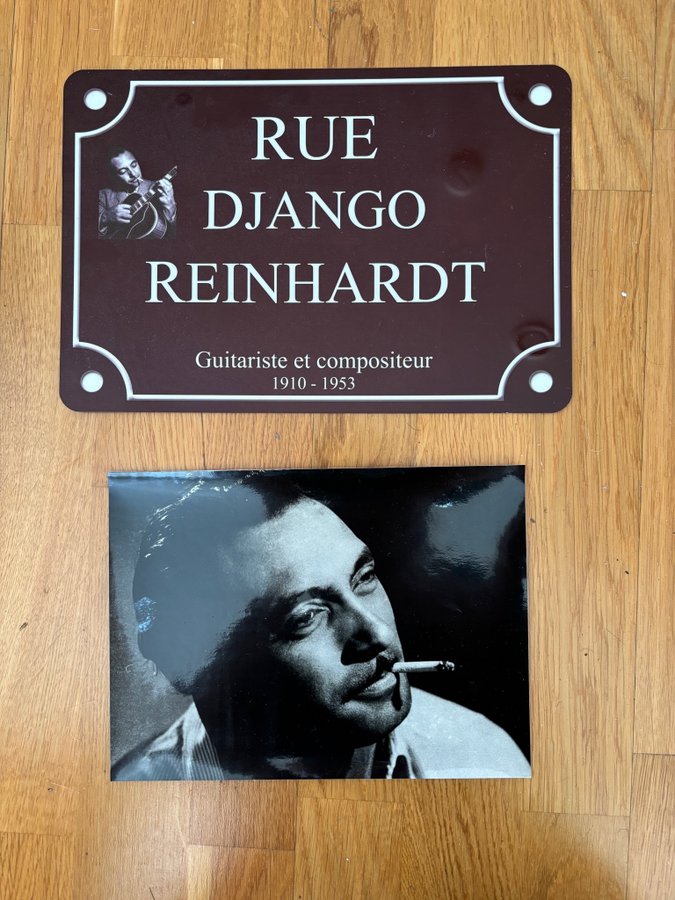 RUE
DJANGO
REINHARDT
Guitariste et compositeur
1910 - 1953